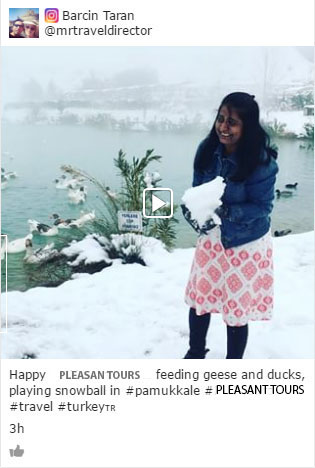 Barcin Taran
@mrtraveldirector
Happy PLEASAN TOURS feeding geese and ducks,
playing snowball in #pamukkale # PLEASANT TOURS
#travel #turkeyTR
3h